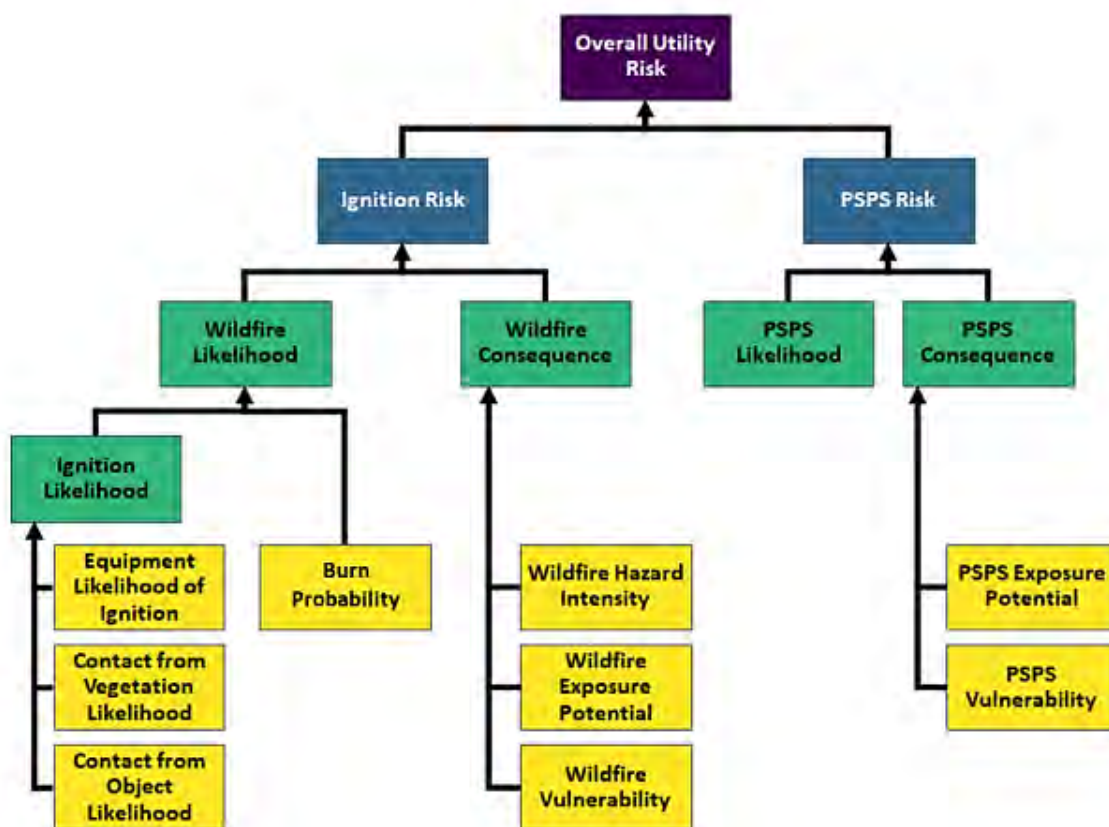 Overall Utility
Risk
Ignition Risk
PSPS Risk
Wildfire
Likelihood
Wildfire
Consequence
PSPS
Likelihood
PSPS
Consequence
Ignition
Likelihood
Equipment
Likelihood of
Ignition
Burn
Probability
Wildfire Hazard
Intensity
PSPS Exposure
Potential
Contact from
Vegetation
Likelihood
Wildfire
Exposure
Potential
PSPS
Vulnerability
Contact from
Object
Likelihood
Wildfire
Vulnerability